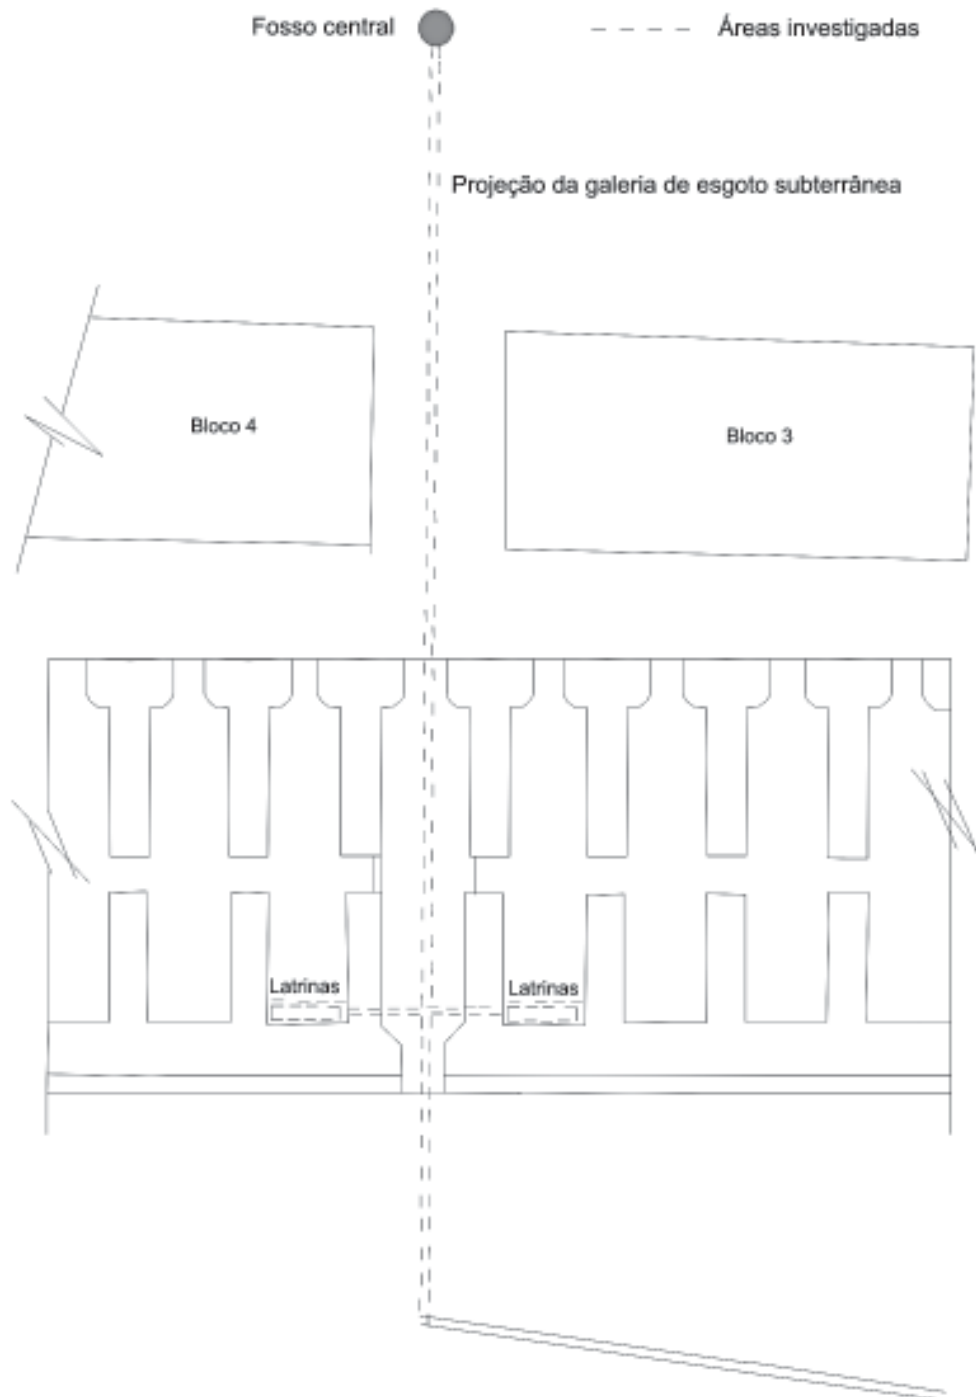 Fosso central
Áreas investigadas
Projeção da galeria de esgoto subterrânea
Bloco 4
Bloco 3
Latrinas
Latrinas